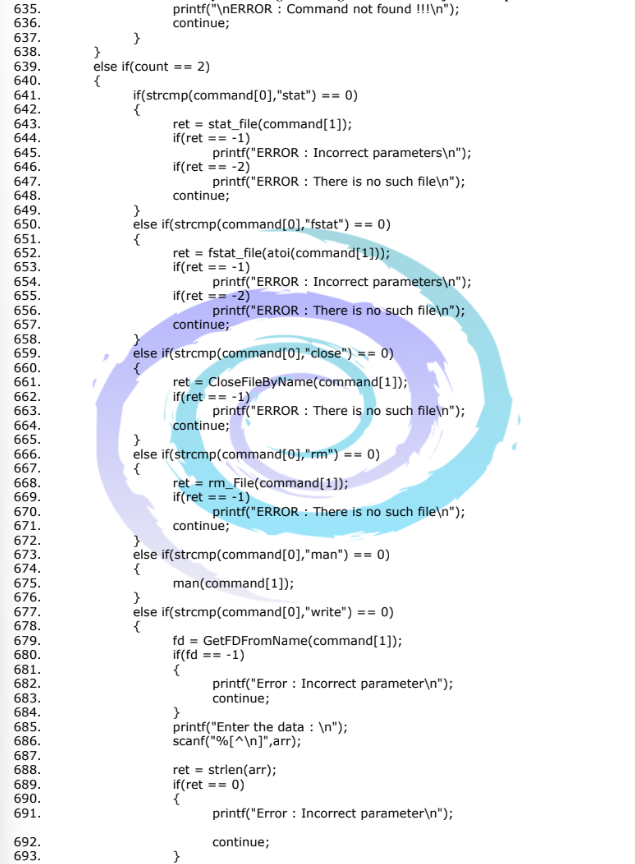 635. printf("\nERROR : Command not found !!!\n");
636. continue;
637. }
638. }
639. else if(count == 2)
640. {
641. if(strcmp(command[0],"stat") == 0)
642. {
643. ret = stat_file(command[1]);
644. if(ret == -1)
645. printf("ERROR : Incorrect parameters\n");
646. if(ret == -2)
647. printf("ERROR : There is no such file\n");
648. continue;
649. }
650. else if(strcmp(command[0],"fstat") == 0)
651. {
652. ret = fstat_file(atoi(command[1]));
653. if(ret == -1)
654. printf("ERROR : Incorrect parameters\n");
655. if(ret == -2)
656. printf("ERROR : There is no such file\n");
657. continue;
658. }
659. else if(strcmp(command[0],"close") == 0)
660. {
661. ret = CloseFileByName(command[1]);
662. if(ret == -1)
663. printf("ERROR : There is no such file\n");
664. continue;
665. }
666. else if(strcmp(command[0],"rm") == 0)
667. {
668. ret = rm_File(command[1]);
669. if(ret == -1)
670. printf("ERROR : There is no such file\n");
671. continue;
672. }
673. else if(strcmp(command[0],"man") == 0)
674. {
675. man(command[1]);
676. }
677. else if(strcmp(command[0],"write") == 0)
678. {
679. fd = GetFDFromName(command[1]);
680. if(fd == -1)
681. {
682. printf("Error : Incorrect parameter\n");
683. continue;
684. }
685. printf("Enter the data : \n");
686. scanf("%[^\n]",arr);
687.
688. ret = strlen(arr);
689. if(ret == 0)
690. {
691. printf("Error : Incorrect parameter\n");
692. continue;
693. }